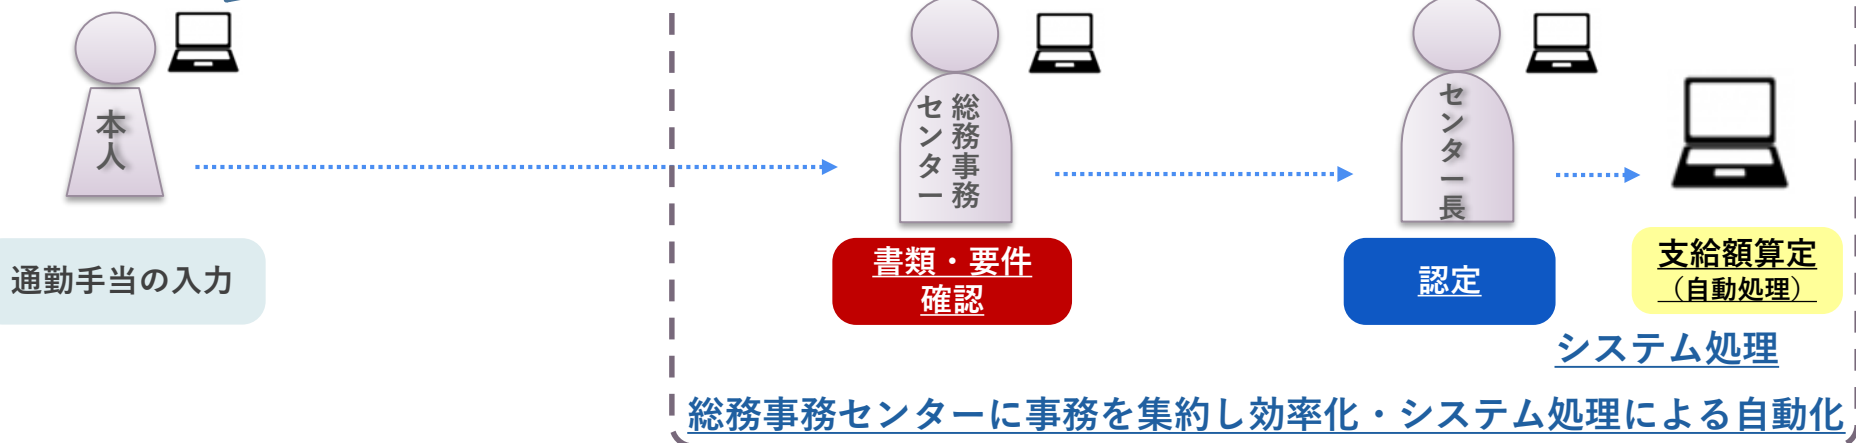 本人
総務事務
センター
センター長
通勤手当の入力
書類・要件
確認
認定
支給額算定
（自動処理）
システム処理
総務事務センターに事務を集約し効率化・システム処理による自動化